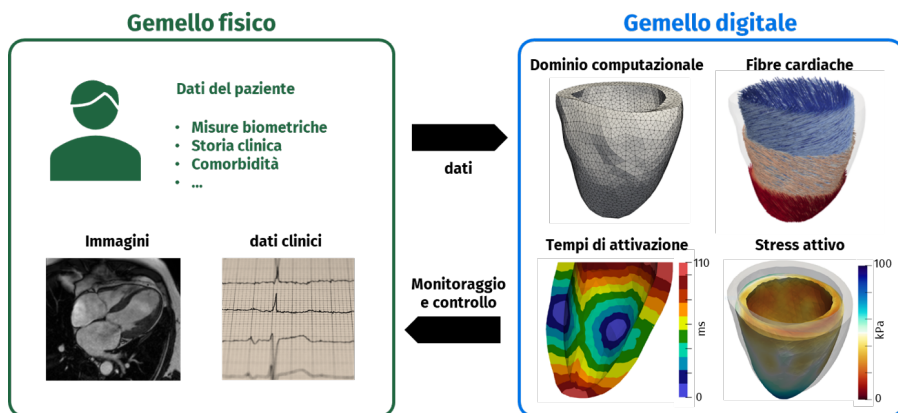 Gemello fisico
Dati del paziente
• Misure biometriche
• Storia clinica
• Comorbidità
• ...
Immagini
dati clinici
dati
Monitoraggio
e controllo
Gemello digitale
Dominio computazionale
Fibre cardiache
Tempi di attivazione
110
ms
0
Stress attivo
100
kPa
0